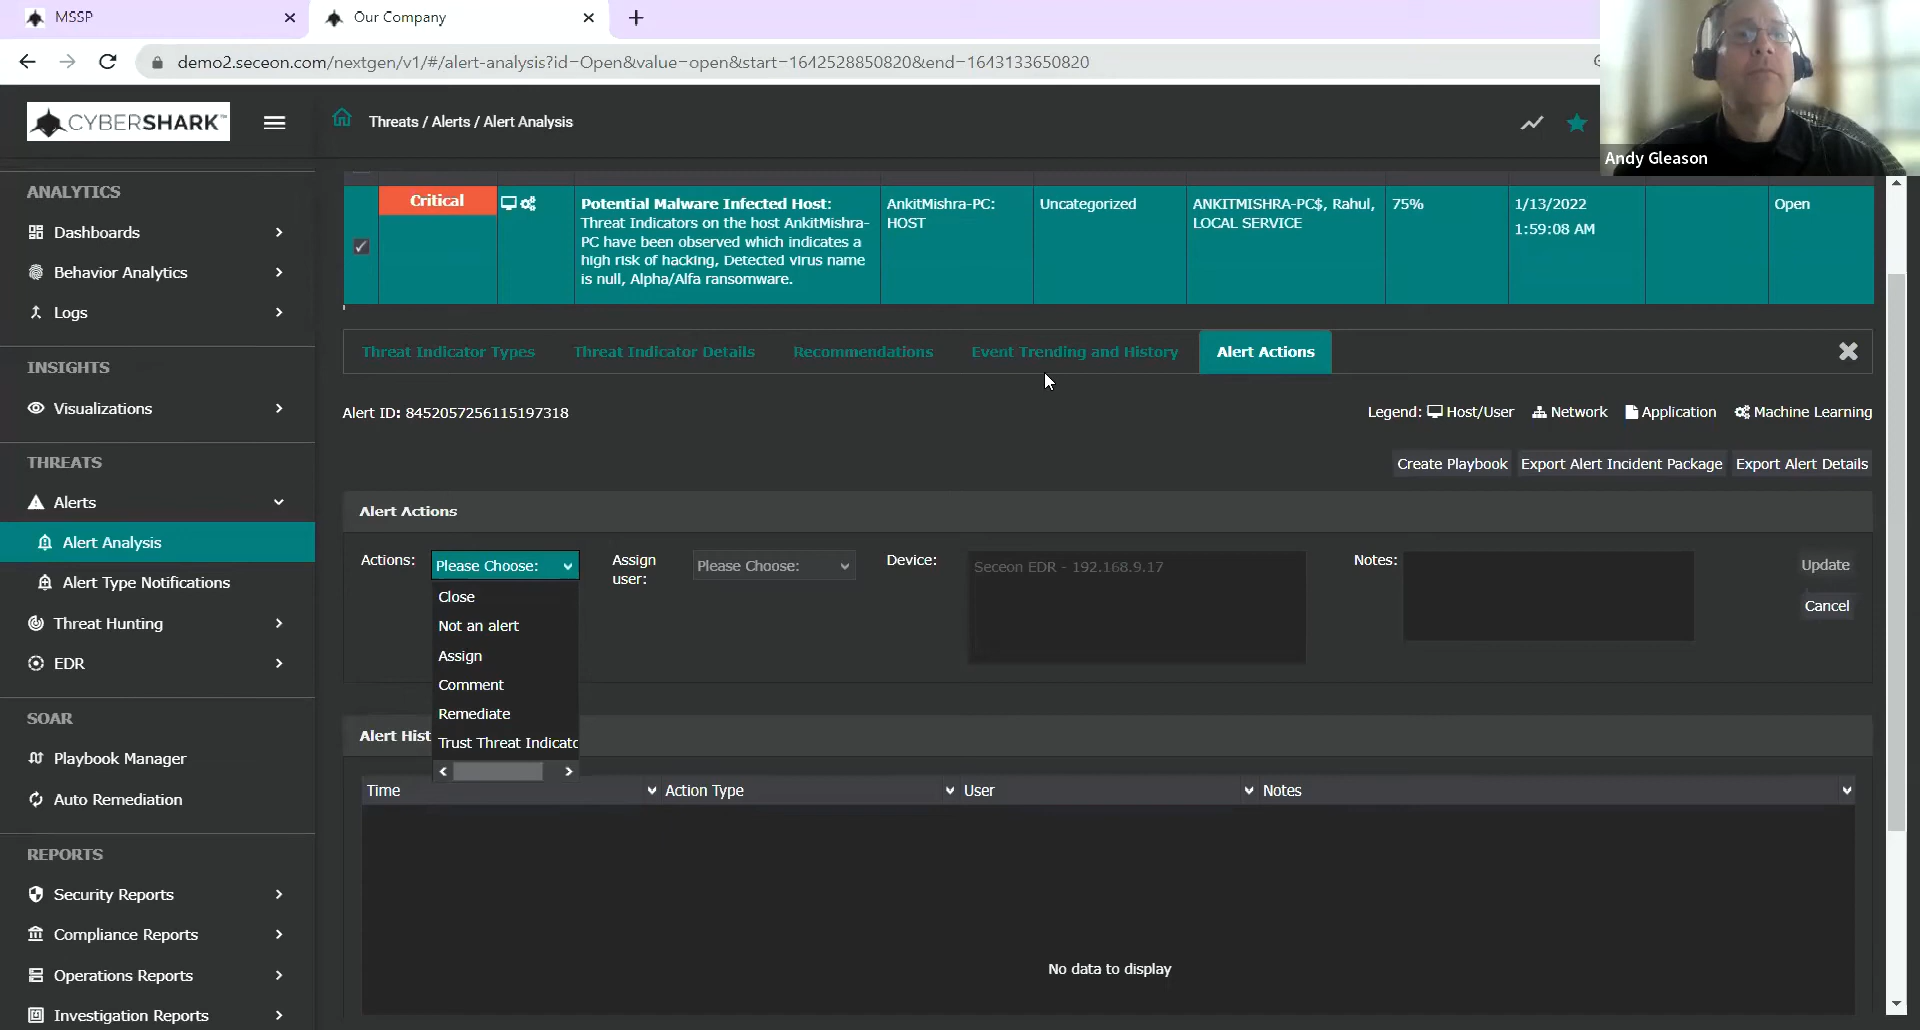 MSSP
Our Company
demo2.seceon.com/nextgen/v1/#/alert-analysis?id=Open&value=open&start=1642528850820&end=1643133650820
CYBERSHARK™
Threats / Alerts / Alert Analysis
Andy Gleason
ANALYTICS
Dashboards
Behavior Analytics
Logs
INSIGHTS
Visualizations
THREATS
Alerts
Alert Analysis
Alert Type Notifications
Threat Hunting
EDR
SOAR
Playbook Manager
Auto Remediation
REPORTS
Security Reports
Compliance Reports
Operations Reports
Investigation Reports
Critical
Potential Malware Infected Host:
Threat Indicators on the host AnkitMishra-
PC have been observed which indicates a
high risk of hacking, Detected virus name
is null, Alpha/Alfa ransomware.
AnkitMishra-PC:
HOST
Uncategorized
ANKITMISHRA-PC$, Rahul,
LOCAL SERVICE
75%
1/13/2022
1:59:08 AM
Open
Threat Indicator Types
Threat Indicator Details
Recommendations
Event Trending and History
Alert Actions
Alert ID: 8452057256115197318
Legend: Host/User Network Application Machine Learning
Create Playbook
Export Alert Incident Package
Export Alert Details
Alert Actions
Actions:
Please Choose:
Close
Not an alert
Assign
Comment
Remediate
Trust Threat Indicato
Assign
user:
Please Choose:
Device:
Seceon EDR - 192.168.9.17
Notes:
Update
Cancel
Alert Hist
Time
Action Type
User
Notes
No data to display